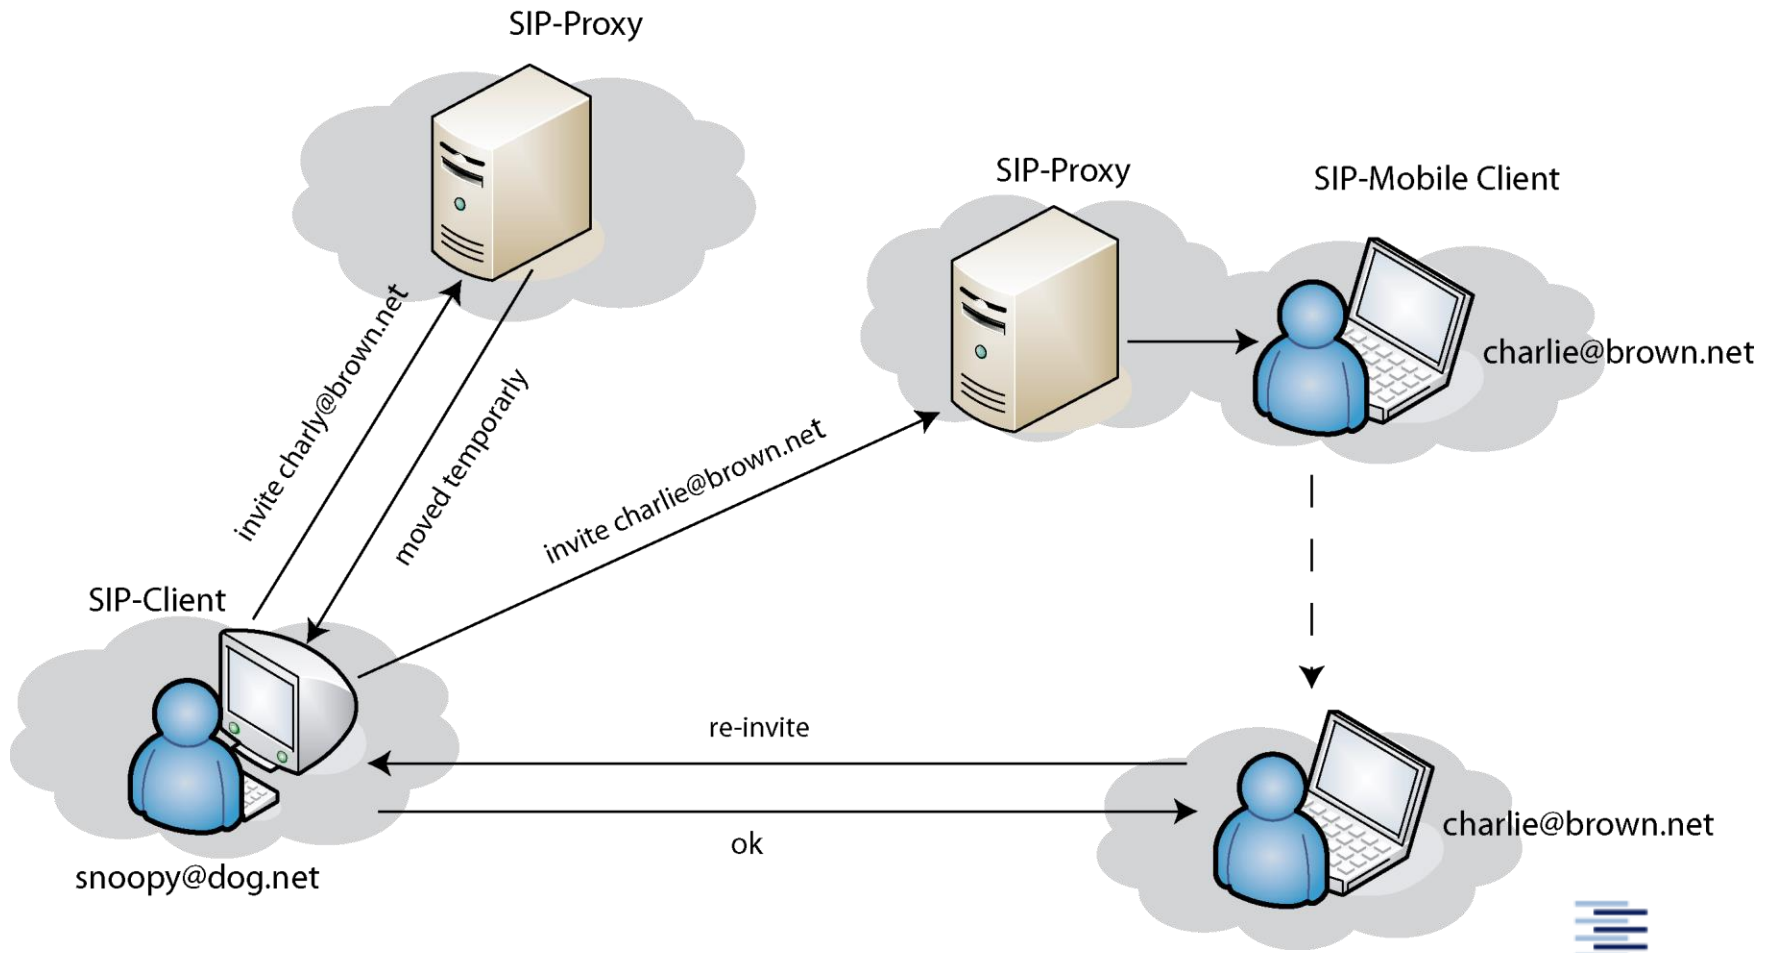 SIP-Proxy
SIP-Proxy
SIP-Mobile Client
charlie@brown.net
invite charly@brown.net
moved temporarly
invite charlie@brown.net
SIP-Client
re-invite
ok
charlie@brown.net
snoopy@dog.net